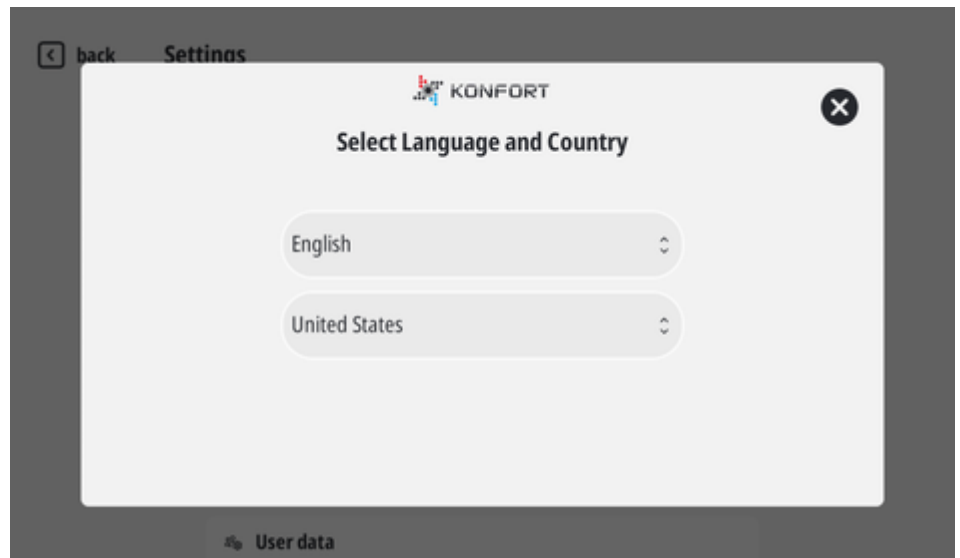 back Settings
KONFORT
Select Language and Country
English
United States
User data